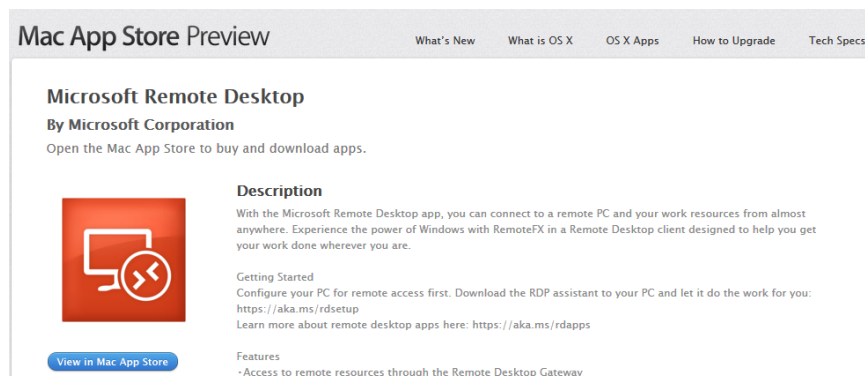 Mac App Store Preview
What's New What is OS X OS X Apps How to Upgrade Tech Specs
Microsoft Remote Desktop
By Microsoft Corporation
Open the Mac App Store to buy and download apps.
Description
With the Microsoft Remote Desktop app, you can connect to a remote PC and your work resources from almost
anywhere. Experience the power of Windows with RemoteFX in a Remote Desktop client designed to help you get
your work done wherever you are.
Getting Started
Configure your PC for remote access first. Download the RDP assistant to your PC and let it do the work for you:
https://aka.ms/rdsetup
Learn more about remote desktop apps here: https://aka.ms/rdapps
View in Mac App Store
Features
•Access to remote resources through the Remote Desktop Gateway